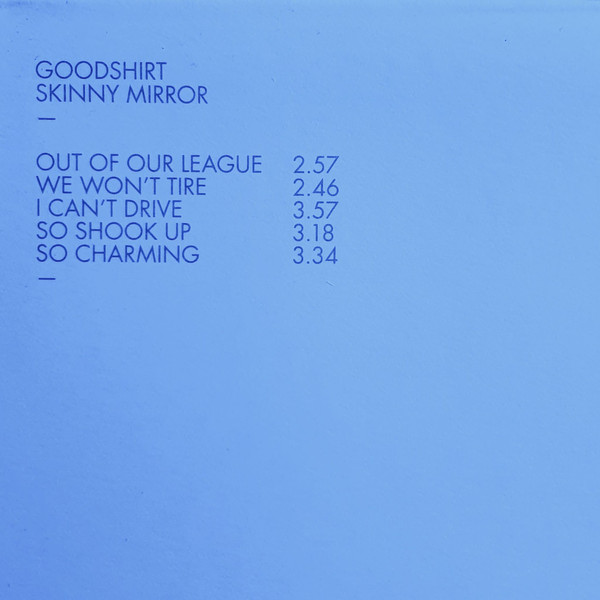 GOODSHIRT
SKINNY MIRROR
—
OUT OF OUR LEAGUE 2.57
WE WON'T TIRE 2.46
I CAN'T DRIVE 3.57
SO SHOOK UP 3.18
SO CHARMING 3.34
—